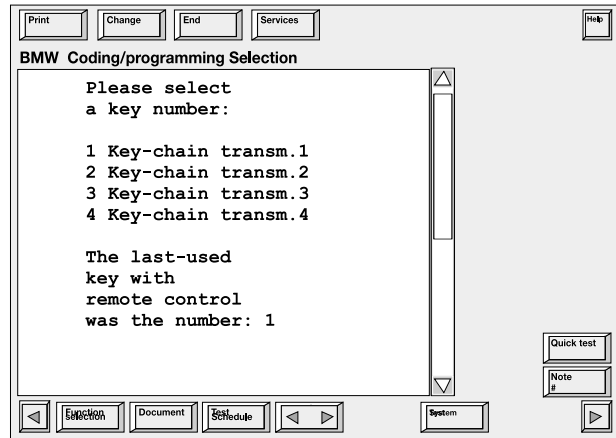 Print Change End Services Help
BMW Coding/programming Selection
Please select
a key number:
1 Key-chain transm.1
2 Key-chain transm.2
3 Key-chain transm.3
4 Key-chain transm.4
The last-used
key with
remote control
was the number: 1
Quick test
Note
#
Function
selection
Document
Test
Schedule
System